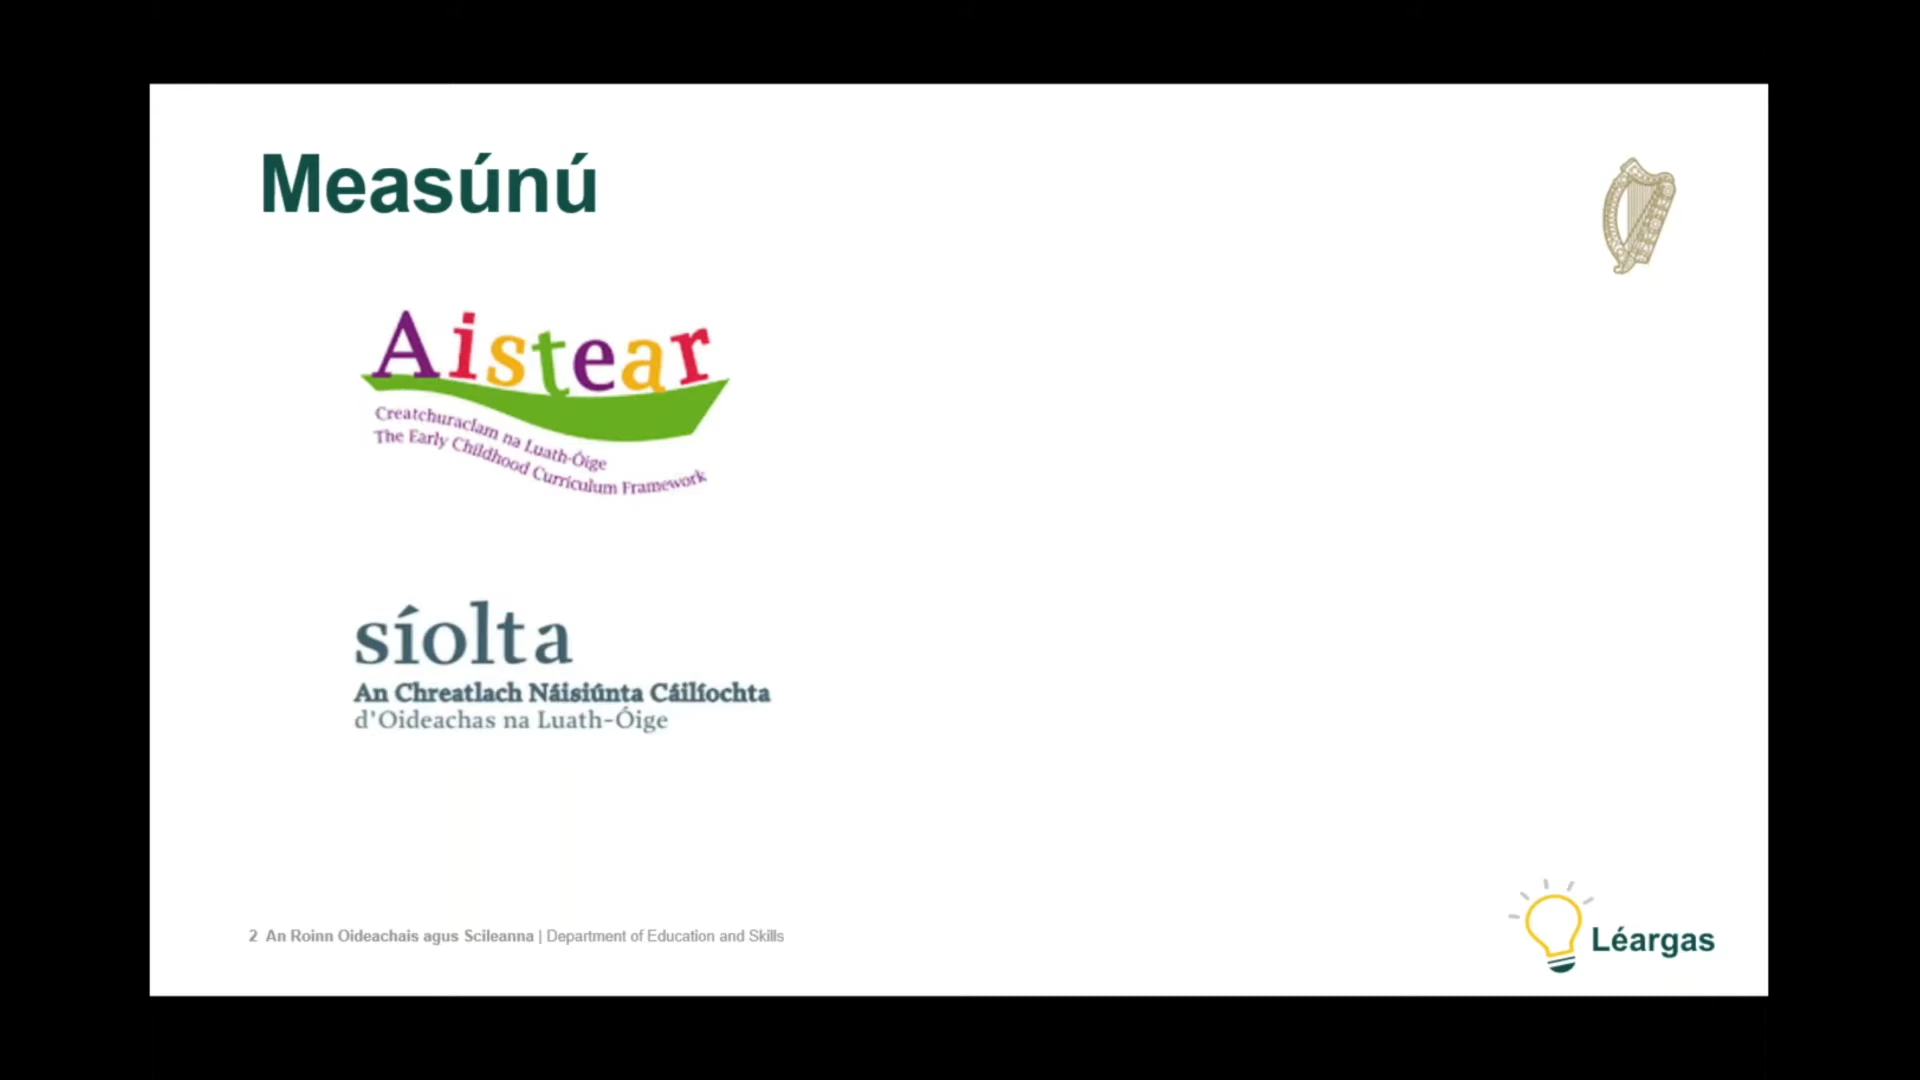 Measúnú
Aistear
Creatchuraclam na Luath-Óige
The Early Childhood Curriculum Framework
síolta
An Chreatlach Náisiúnta Cáilíochta
d'Oideachas na Luath-Óige
2 An Roinn Oideachais agus Scileanna | Department of Education and Skills
Léargas